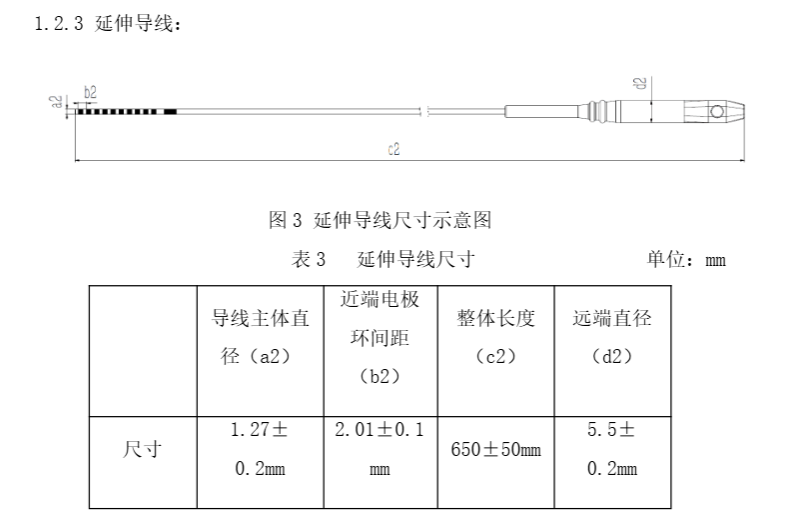 1.2.3 延伸导线：
a2
b2
d2
c2
图3 延伸导线尺寸示意图
表3 延伸导线尺寸 单位：mm
导线主体直
径（a2）
近端电极
环间距
（b2）
整体长度
（c2）
远端直径
（d2）
尺寸
1.27±
0.2mm
2.01±0.1
mm
650±50mm
5.5±
0.2mm